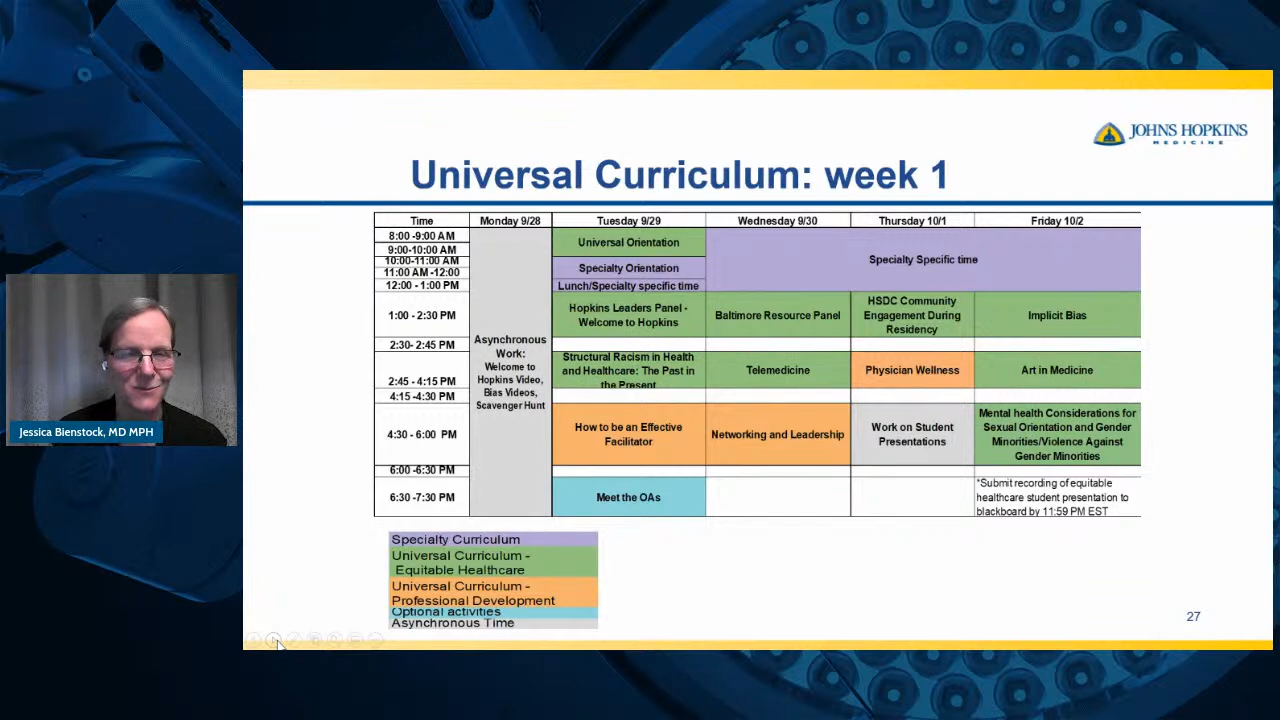 JOHNS HOPKINS
MEDICINE
Universal Curriculum: week 1
Time Monday 9/28 Tuesday 9/29 Wednesday 9/30 Thursday 10/1 Friday 10/2
8:00 -9:00 AM
9:00-10:00 AM
10:00-11:00 AM
11:00 AM -12:00
12:00 - 1:00 PM
1:00 - 2:30 PM
2:30- 2:45 PM
2:45 - 4:15 PM
4:15 -4:30 PM
4:30 - 6:00 PM
6:00 -6:30 PM
6:30 -7:30 PM
Asynchronous
Work:
Welcome to
Hopkins Video,
Bias Videos,
Scavenger Hunt
Universal Orientation
Specialty Orientation
Lunch/Specialty specific time
Hopkins Leaders Panel -
Welcome to Hopkins
Structural Racism in Health
and Healthcare: The Past in
the Present
How to be an Effective
Facilitator
Meet the OAs
Specialty Specific time
Baltimore Resource Panel
Telemedicine
Networking and Leadership
HSDC Community
Engagement During
Residency
Physician Wellness
Work on Student
Presentations
Implicit Bias
Art in Medicine
Mental health Considerations for
Sexual Orientation and Gender
Minorities/Violence Against
Gender Minorities
*Submit recording of equitable
healthcare student presentation to
blackboard by 11:59 PM EST
Jessica Bienstock, MD MPH
Specialty Curriculum
Universal Curriculum -
Equitable Healthcare
Universal Curriculum -
Professional Development
Optional activities
Asynchronous Time
27